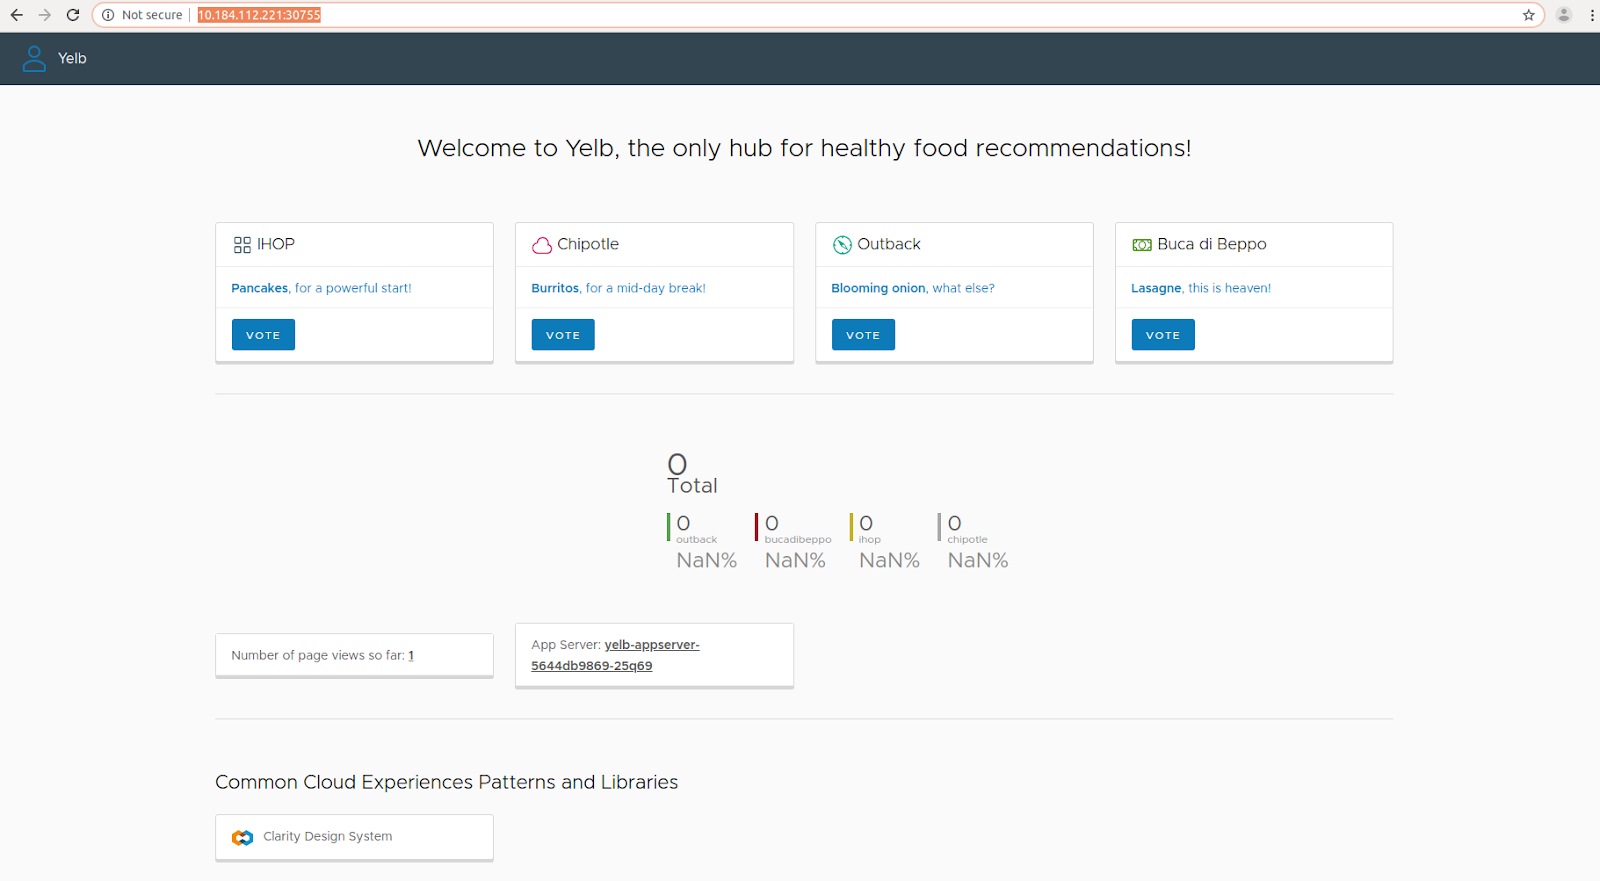 Not secure 10.184.112.221:30755
Yelb
Welcome to Yelb, the only hub for healthy food recommendations!
IHOP
Pancakes, for a powerful start!
VOTE
Chipotle
Burritos, for a mid-day break!
VOTE
Outback
Blooming onion, what else?
VOTE
Buca di Beppo
Lasagne, this is heaven!
VOTE
0
Total
0
outback
NaN%
0
bucadibeppo
NaN%
0
ihop
NaN%
0
chipotle
NaN%
Number of page views so far: 1
App Server: yelb-appserver-
5644db9869-25q69
Common Cloud Experiences Patterns and Libraries
Clarity Design System